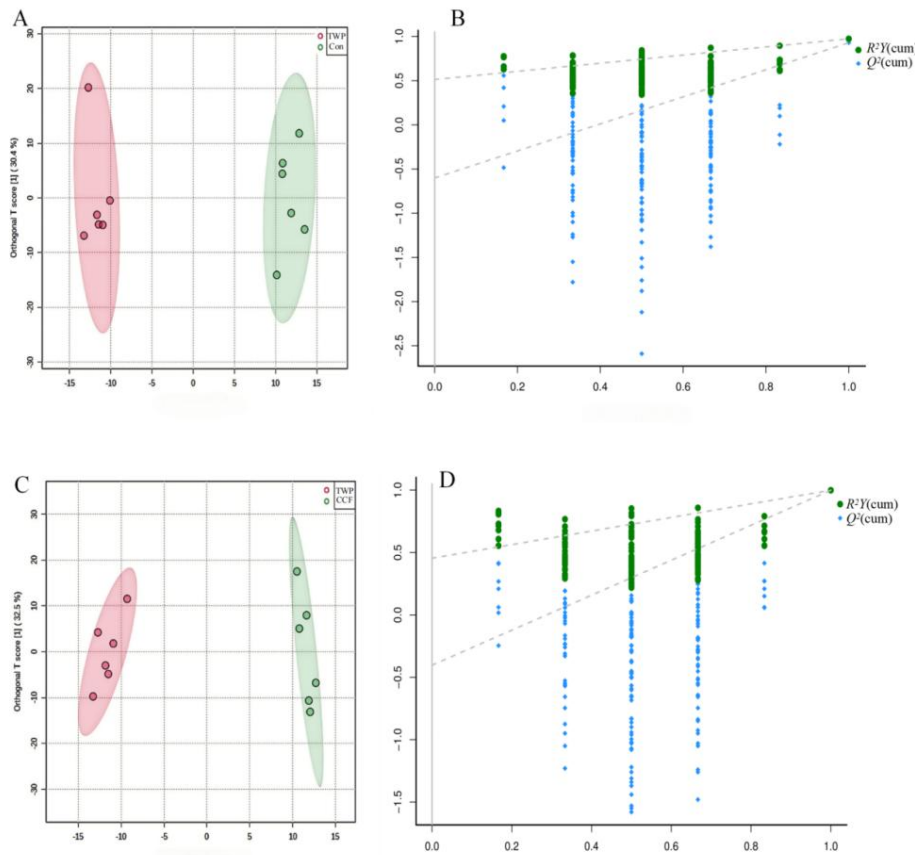 A
TWP
Con
Orthogonal T score [1] ( 30.4 %)
30
20
10
0
-10
-20
-30
-15 -10 -5 0 5 10 15
B
R²Y(cum
Q²(cum)
1.0
0.5
0.0
-0.5
-1.0
-1.5
-2.0
-2.5
0.0 0.2 0.4 0.6 0.8 1.0
C
TWP
CCF
Orthogonal T score [1] ( 32.5 %)
30
20
10
0
-10
-20
-30
-15 -10 -5 0 5 10 15
D
R²Y(cum)
Q²(cum)
1.0
0.5
0.0
-0.5
-1.0
-1.5
0.0 0.2 0.4 0.6 0.8 1.0